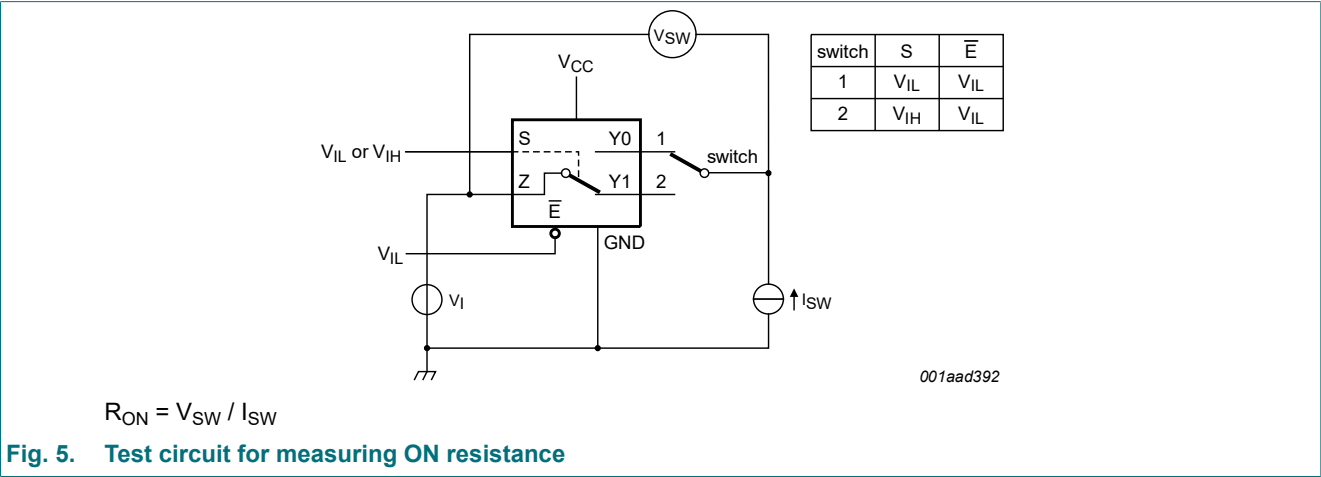 VSW
switch S E̅
1 VIL VIL
2 VIH VIL
VCC
VIL or VIH
S Y0 1
switch
Z Y1 2
E̅
GND
VIL
VI
ISW
001aad392
RON = VSW / ISW
Fig. 5. Test circuit for measuring ON resistance